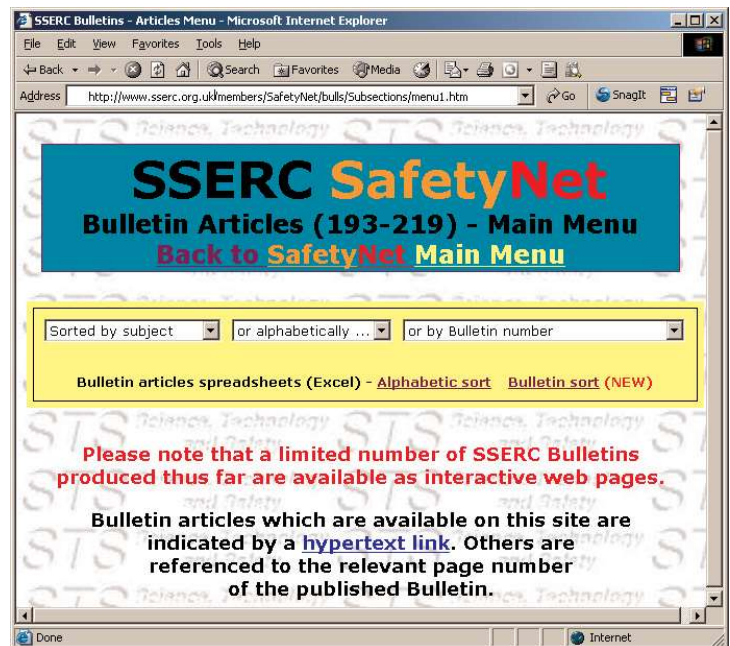 SSERC Bulletins - Articles Menu - Microsoft Internet Explorer
File Edit View Favorites Tools Help
Back Search Favorites Media
Address http://www.sserc.org.uk/members/SafetyNet/bulls/Subsections/menu1.htm Go SnagIt
SSERC SafetyNet
Bulletin Articles (193-219) - Main Menu
Back to SafetyNet Main Menu
Sorted by subject or alphabetically ... or by Bulletin number
Bulletin articles spreadsheets (Excel) - Alphabetic sort Bulletin sort (NEW)
STS Science, Technology and Safety
Please note that a limited number of SSERC Bulletins
produced thus far are available as interactive web pages.
Bulletin articles which are available on this site are
indicated by a hypertext link. Others are
referenced to the relevant page number
of the published Bulletin.
Done Internet